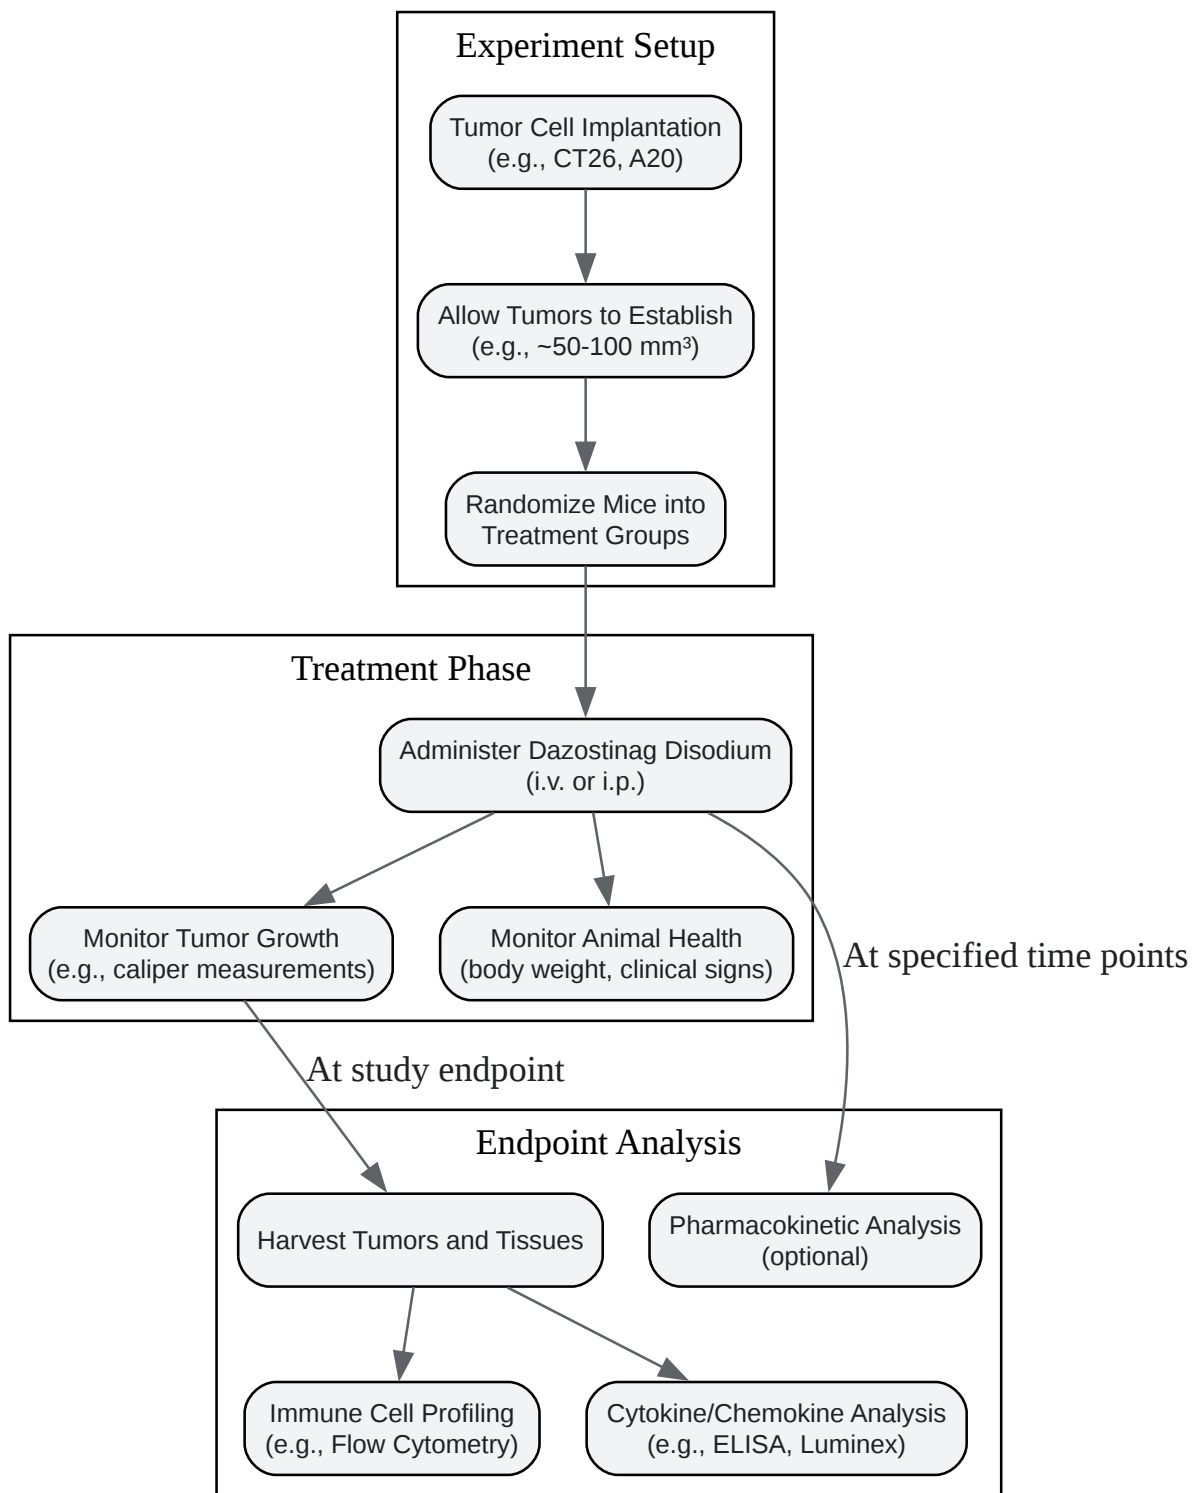 Experiment Setup
Tumor Cell Implantation
(e.g., CT26, A20)
Allow Tumors to Establish
(e.g., ~50-100 mm³)
Randomize Mice into
Treatment Groups
Treatment Phase
Administer Dazostinag Disodium
(i.v. or i.p.)
Monitor Tumor Growth
(e.g., caliper measurements)
Monitor Animal Health
(body weight, clinical signs)
At specified time points
At study endpoint
Endpoint Analysis
Harvest Tumors and Tissues
Pharmacokinetic Analysis
(optional)
Immune Cell Profiling
(e.g., Flow Cytometry)
Cytokine/Chemokine Analysis
(e.g., ELISA, Luminex)